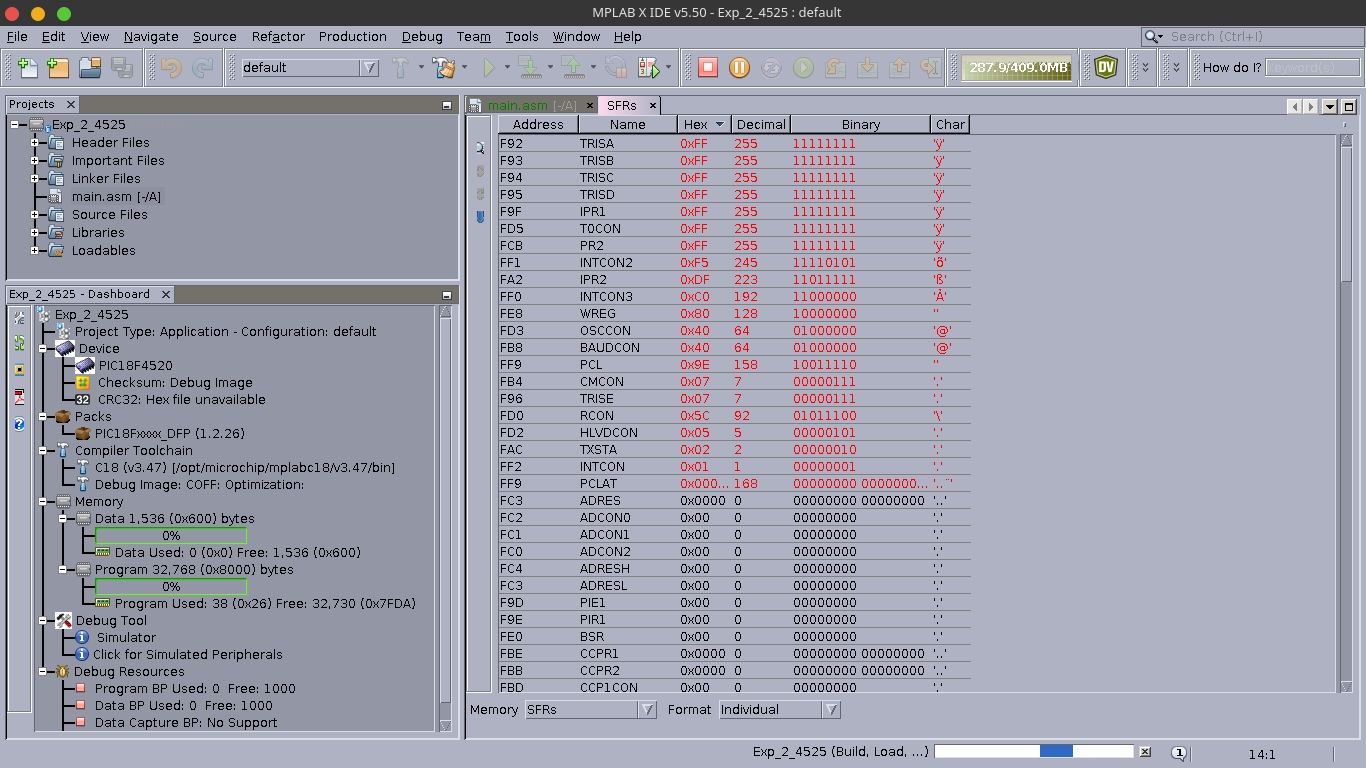 MPLAB X IDE v5.50 - Exp_2_4525 : default
File Edit View Navigate Source Refactor Production Debug Team Tools Window Help
Search (Ctrl+I)
default
287.9/409.0MB
How do I?
Projects
Exp_2_4525
Header Files
Important Files
Linker Files
main.asm [-/A]
Source Files
Libraries
Loadables
Exp_2_4525 - Dashboard
Exp_2_4525
Project Type: Application - Configuration: default
Device
PIC18F4520
Checksum: Debug Image
CRC32: Hex file unavailable
Packs
PIC18Fxxxx_DFP (1.2.26)
Compiler Toolchain
C18 (v3.47) [/opt/microchip/mplabc18/v3.47/bin]
Debug Image: COFF: Optimization:
Memory
Data 1,536 (0x600) bytes
0%
Data Used: 0 (0x0) Free: 1,536 (0x600)
Program 32,768 (0x8000) bytes
0%
Program Used: 38 (0x26) Free: 32,730 (0x7FDA)
Debug Tool
Simulator
Click for Simulated Peripherals
Debug Resources
Program BP Used: 0 Free: 1000
Data BP Used: 0 Free: 1000
Data Capture BP: No Support
main.asm [-/A] SFRs
Address Name Hex Decimal Binary Char
F92 TRISA 0xFF 255 11111111 'ÿ'
F93 TRISB 0xFF 255 11111111 'ÿ'
F94 TRISC 0xFF 255 11111111 'ÿ'
F95 TRISD 0xFF 255 11111111 'ÿ'
F9F IPR1 0xFF 255 11111111 'ÿ'
FD5 T0CON 0xFF 255 11111111 'ÿ'
FCB PR2 0xFF 255 11111111 'ÿ'
FF1 INTCON2 0xF5 245 11110101 'õ'
FA2 IPR2 0xDF 223 11011111 'ß'
FF0 INTCON3 0xC0 192 11000000 'À'
FE8 WREG 0x80 128 10000000 ''
FD3 OSCCON 0x40 64 01000000 '@'
FB8 BAUDCON 0x40 64 01000000 '@'
FF9 PCL 0x9E 158 10011110 ''
FB4 CMCON 0x07 7 00000111 '.'
F96 TRISE 0x07 7 00000111 '.'
FD0 RCON 0x5C 92 01011100 '\'
FD2 HLVDCON 0x05 5 00000101 '.'
FAC TXSTA 0x02 2 00000010 '.'
FF2 INTCON 0x01 1 00000001 '.'
FF9 PCLAT 0x000... 168 00000000 0000000... '..¨'
FC3 ADRES 0x0000 0 00000000 00000000 '..'
FC2 ADCON0 0x00 0 00000000 '.'
FC1 ADCON1 0x00 0 00000000 '.'
FC0 ADCON2 0x00 0 00000000 '.'
FC4 ADRESH 0x00 0 00000000 '.'
FC3 ADRESL 0x00 0 00000000 '.'
F9D PIE1 0x00 0 00000000 '.'
F9E PIR1 0x00 0 00000000 '.'
FE0 BSR 0x00 0 00000000 '.'
FBE CCPR1 0x0000 0 00000000 00000000 '..'
FBB CCPR2 0x0000 0 00000000 00000000 '..'
FBD CCP1CON 0x00 0 00000000 '.'
Memory SFRs Format Individual
Exp_2_4525 (Build, Load, ...)
14:1